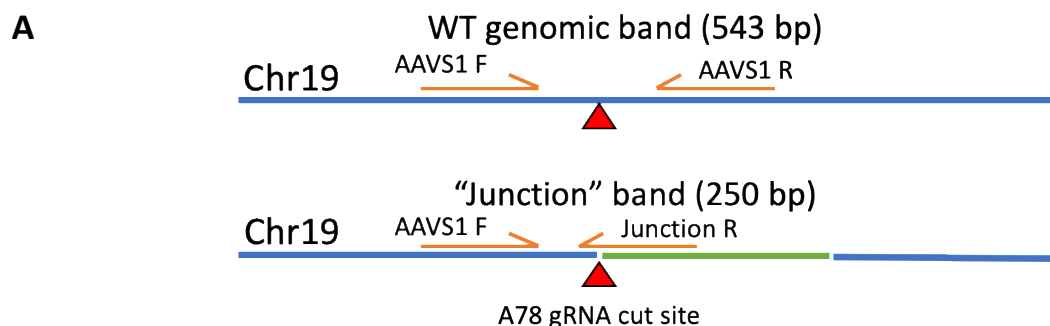 A
WT genomic band (543 bp)
AAVS1 F
AAVS1 R
Chr19
“Junction” band (250 bp)
AAVS1 F
Junction R
Chr19
A78 gRNA cut site